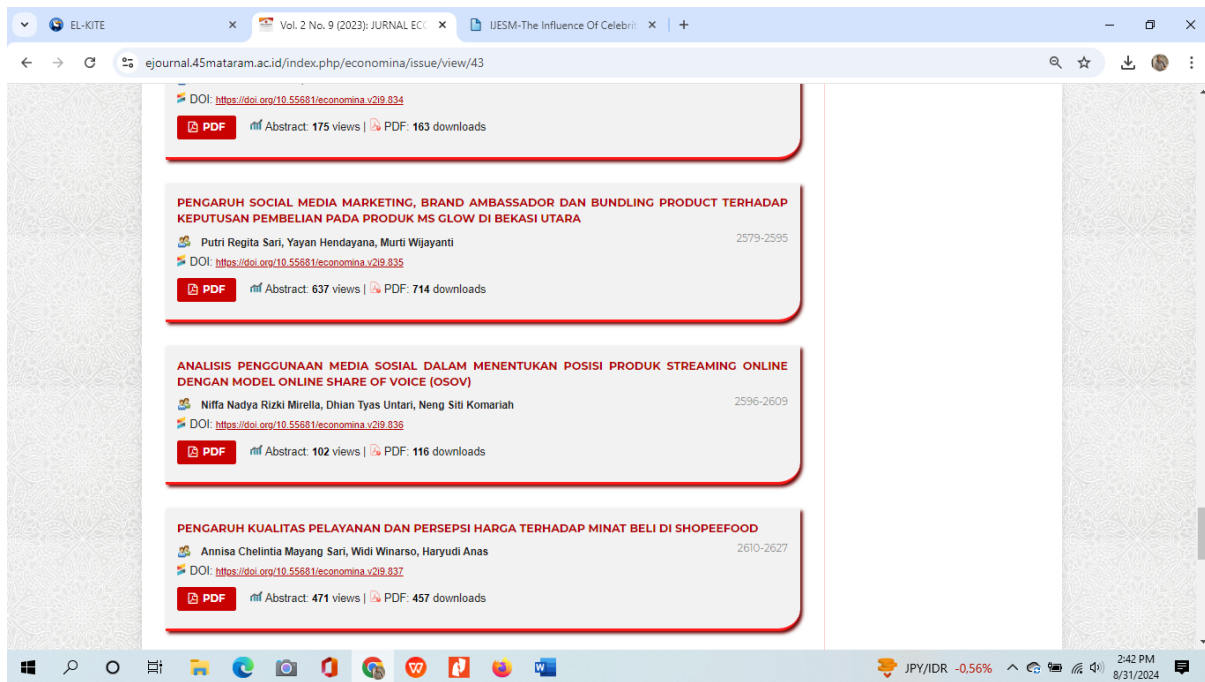 EL-KITE
Vol. 2 No. 9 (2023): JURNAL ECO
IJESM-The Influence Of Celebrit
ejournal.45mataram.ac.id/index.php/economina/issue/view/43
DOI: https://doi.org/10.55681/economina.v2i9.834
PDF Abstract: 175 views | PDF: 163 downloads
PENGARUH SOCIAL MEDIA MARKETING, BRAND AMBASSADOR DAN BUNDLING PRODUCT TERHADAP
KEPUTUSAN PEMBELIAN PADA PRODUK MS GLOW DI BEKASI UTARA
Putri Regita Sari, Yayan Hendayana, Murti Wijayanti 2579-2595
DOI: https://doi.org/10.55681/economina.v2i9.835
PDF Abstract: 637 views | PDF: 714 downloads
ANALISIS PENGGUNAAN MEDIA SOSIAL DALAM MENENTUKAN POSISI PRODUK STREAMING ONLINE
DENGAN MODEL ONLINE SHARE OF VOICE (OSOV)
Niffa Nadya Rizki Mirella, Dhian Tyas Untari, Neng Siti Komariah 2596-2609
DOI: https://doi.org/10.55681/economina.v2i9.836
PDF Abstract: 102 views | PDF: 116 downloads
PENGARUH KUALITAS PELAYANAN DAN PERSEPSI HARGA TERHADAP MINAT BELI DI SHOPEEFOOD
Annisa Chelintia Mayang Sari, Widi Winarso, Haryudi Anas 2610-2627
DOI: https://doi.org/10.55681/economina.v2i9.837
PDF Abstract: 471 views | PDF: 457 downloads
JPY/IDR -0,56%
2:42 PM
8/31/2024